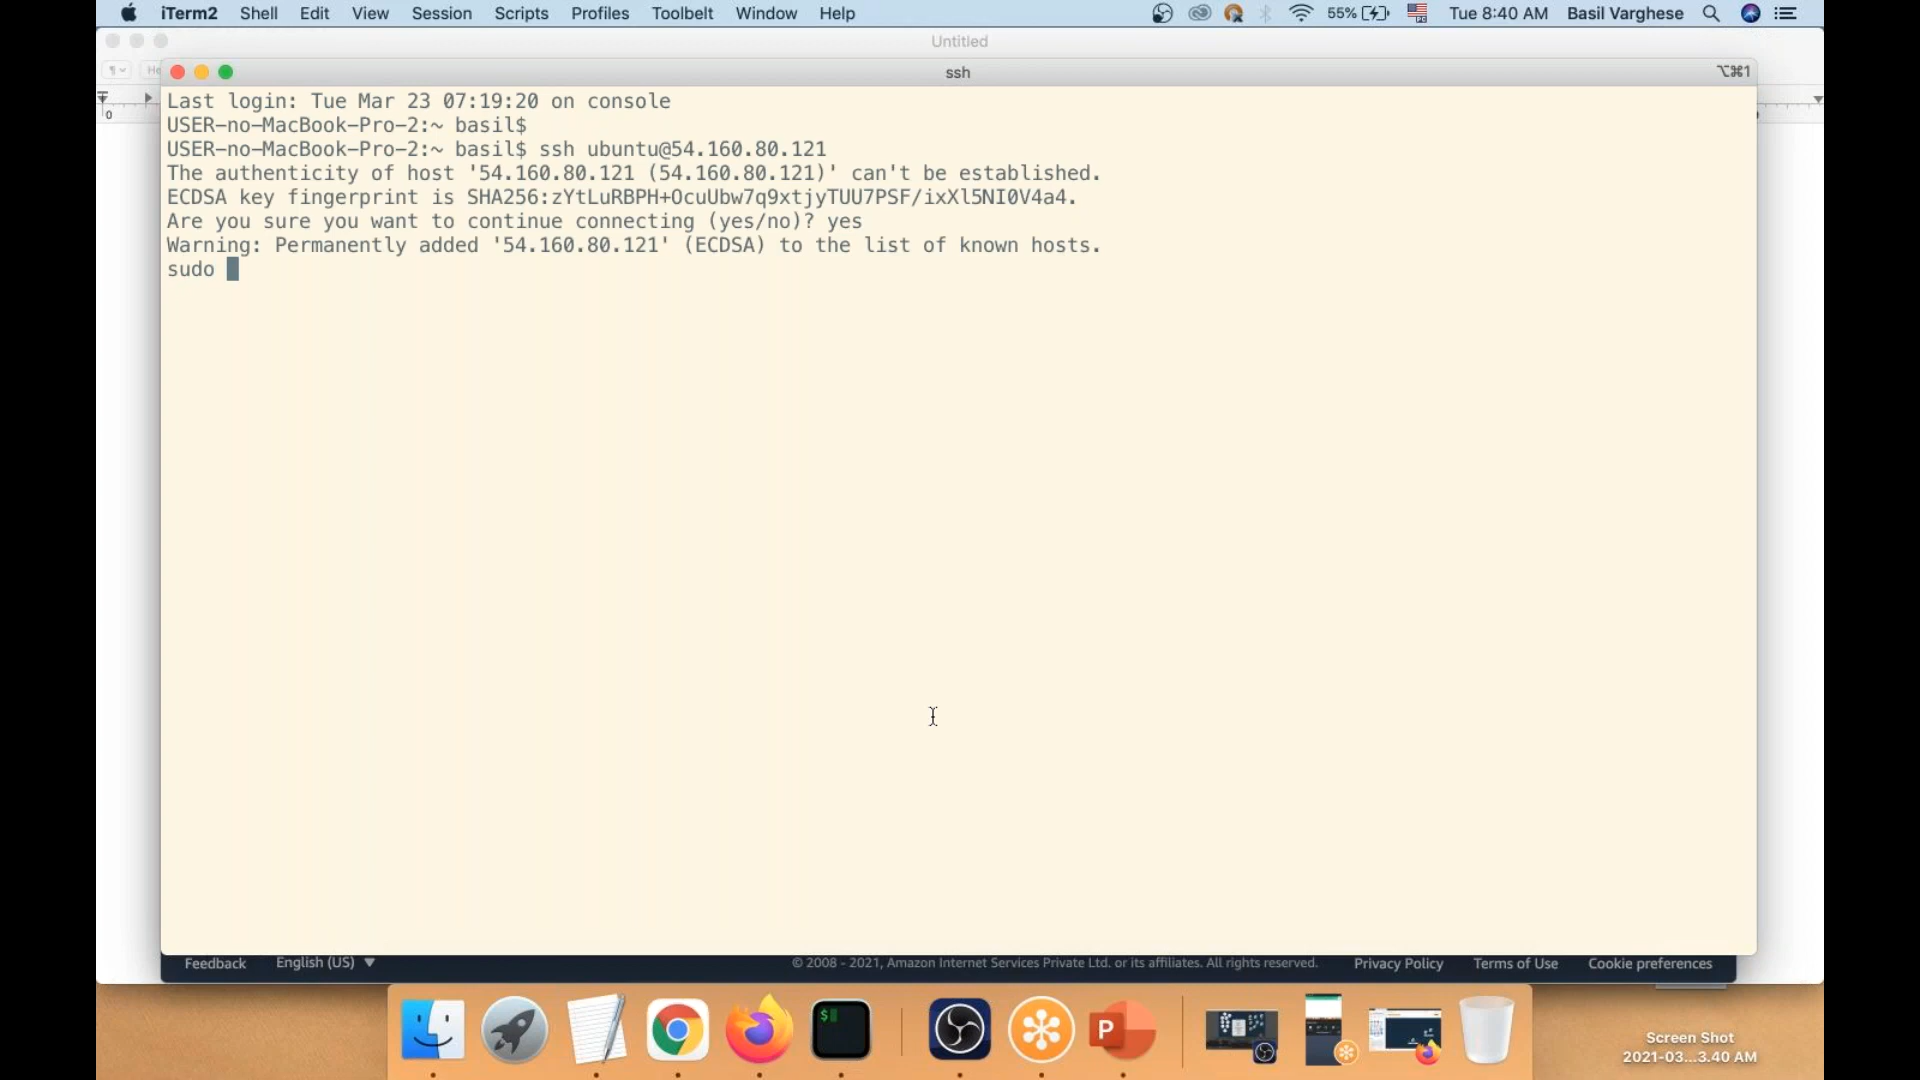 iTerm2 Shell Edit View Session Scripts Profiles Toolbelt Window Help 55% Tue 8:40 AM Basil Varghese
Untitled
ssh ⌥⌘1
Last login: Tue Mar 23 07:19:20 on console
USER-no-MacBook-Pro-2:~ basil$
USER-no-MacBook-Pro-2:~ basil$ ssh ubuntu@54.160.80.121
The authenticity of host '54.160.80.121 (54.160.80.121)' can't be established.
ECDSA key fingerprint is SHA256:zYtLuRBPH+OcuUbw7q9xtjyTUU7PSF/ixXl5NI0V4a4.
Are you sure you want to continue connecting (yes/no)? yes
Warning: Permanently added '54.160.80.121' (ECDSA) to the list of known hosts.
sudo
Feedback English (US) © 2008 - 2021, Amazon Internet Services Private Ltd. or its affiliates. All rights reserved. Privacy Policy Terms of Use Cookie preferences
Screen Shot
2021-03...3.40 AM